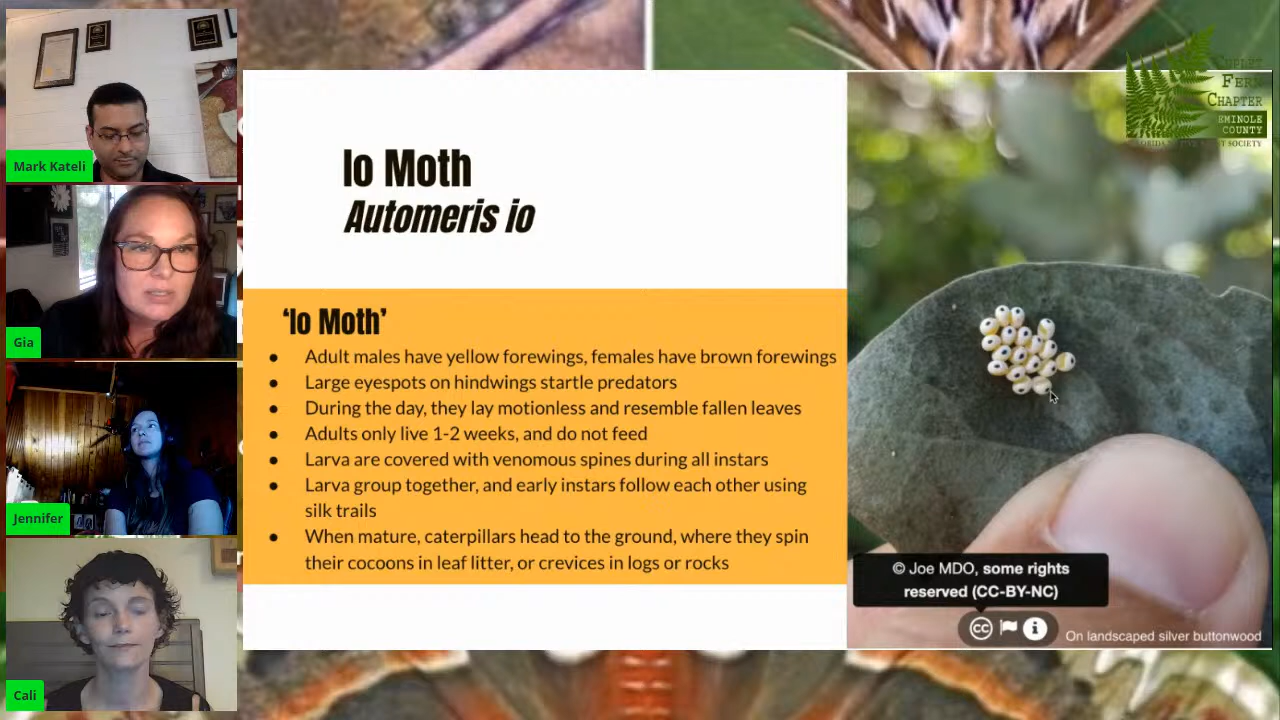 Mark Kateli
Gia
Jennifer
Cali
Io Moth
Automeris io
‘Io Moth’
● Adult males have yellow forewings, females have brown forewings
● Large eyespots on hindwings startle predators
● During the day, they lay motionless and resemble fallen leaves
● Adults only live 1-2 weeks, and do not feed
● Larva are covered with venomous spines during all instars
● Larva group together, and early instars follow each other using
silk trails
● When mature, caterpillars head to the ground, where they spin
their cocoons in leaf litter, or crevices in logs or rocks
FERN
CHAPTER
EMINOLE
COUNTY
SOCIETY
© Joe MDO, some rights
reserved (CC-BY-NC)
cc
i
On landscaped silver buttonwood